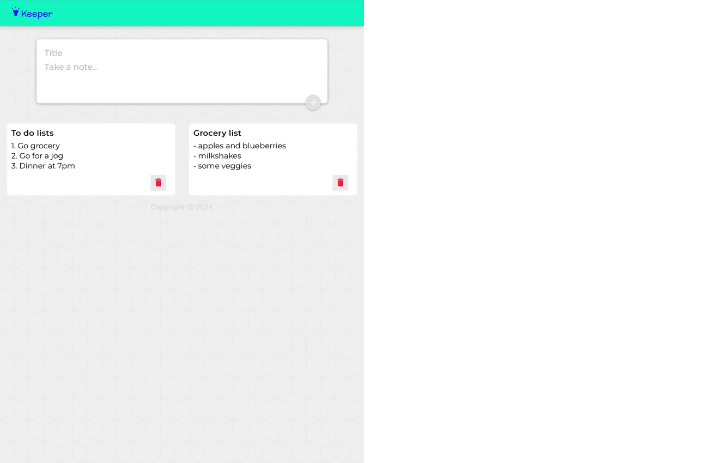 Keeper
Title
Take a note...
To do lists
1. Go grocery
2. Go for a jog
3. Dinner at 7pm
Grocery list
- apples and blueberries
- milkshakes
- some veggies
Copyright © 2024